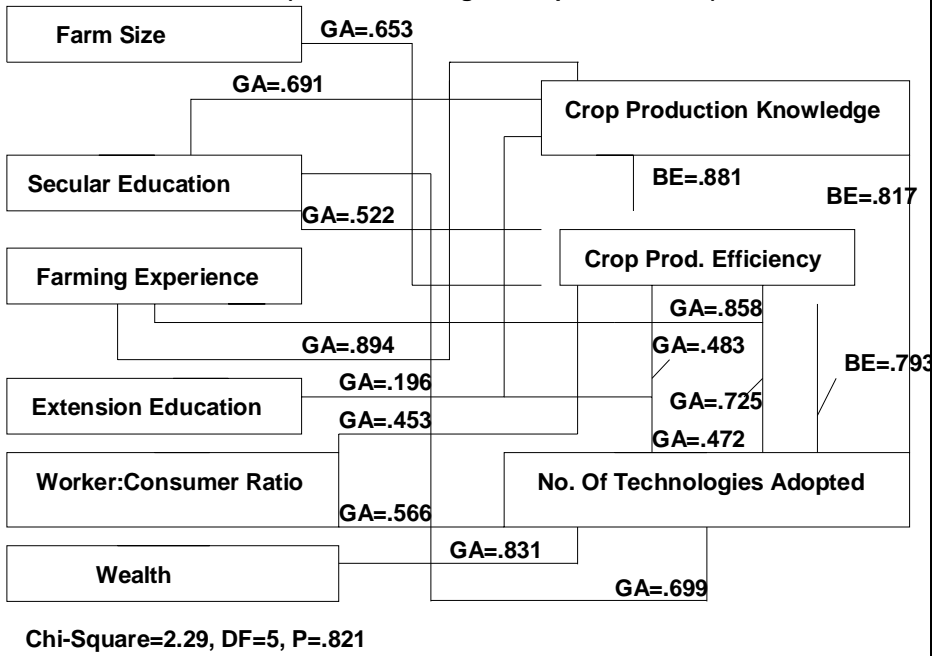 Farm Size
GA=.653
GA=.691
Crop Production Knowledge
Secular Education
BE=.881
BE=.817
GA=.522
Crop Prod. Efficiency
Farming Experience
GA=.858
GA=.894
GA=.483
BE=.793
GA=.196
Extension Education
GA=.725
GA=.453
GA=.472
Worker:Consumer Ratio
No. Of Technologies Adopted
GA=.566
GA=.831
Wealth
GA=.699
Chi-Square=2.29, DF=5, P=.821